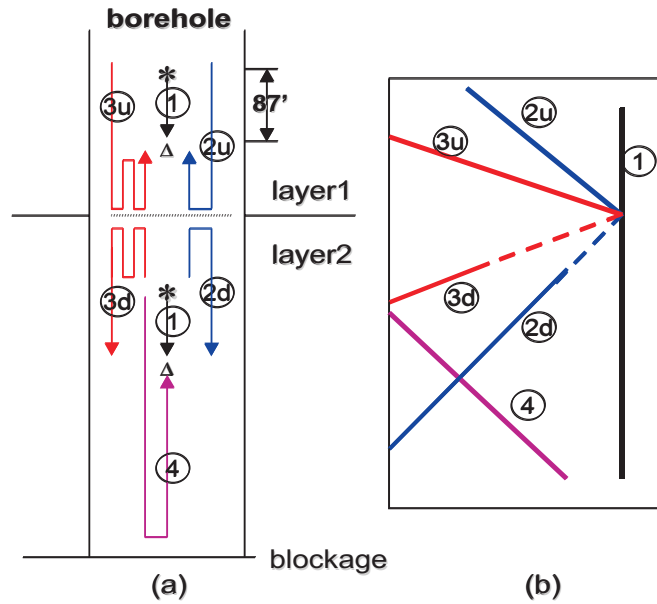 borehole
*
3u
1
87'
Δ
2u
layer1
layer2
3d
*
2d
1
Δ
4
blockage
(a)
2u
3u
1
3d
2d
4
(b)